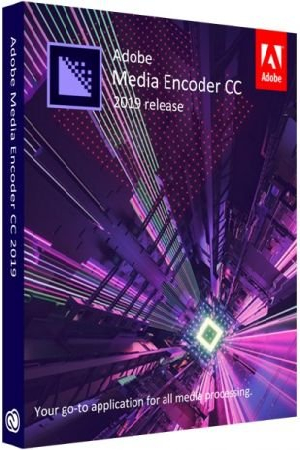 Adobe
Media Encoder CC
2019 release
Adobe
Your go-to application for all media processing.
Adobe Media Encoder CC 2019